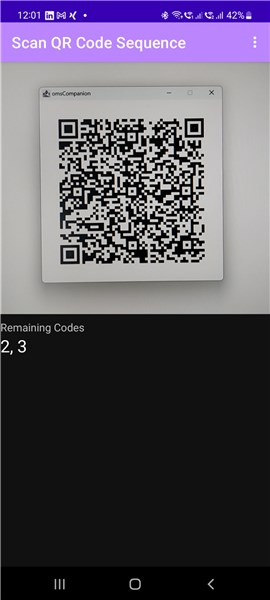 12:01
42%
Scan QR Code Sequence
omsCompanion
Remaining Codes
2, 3